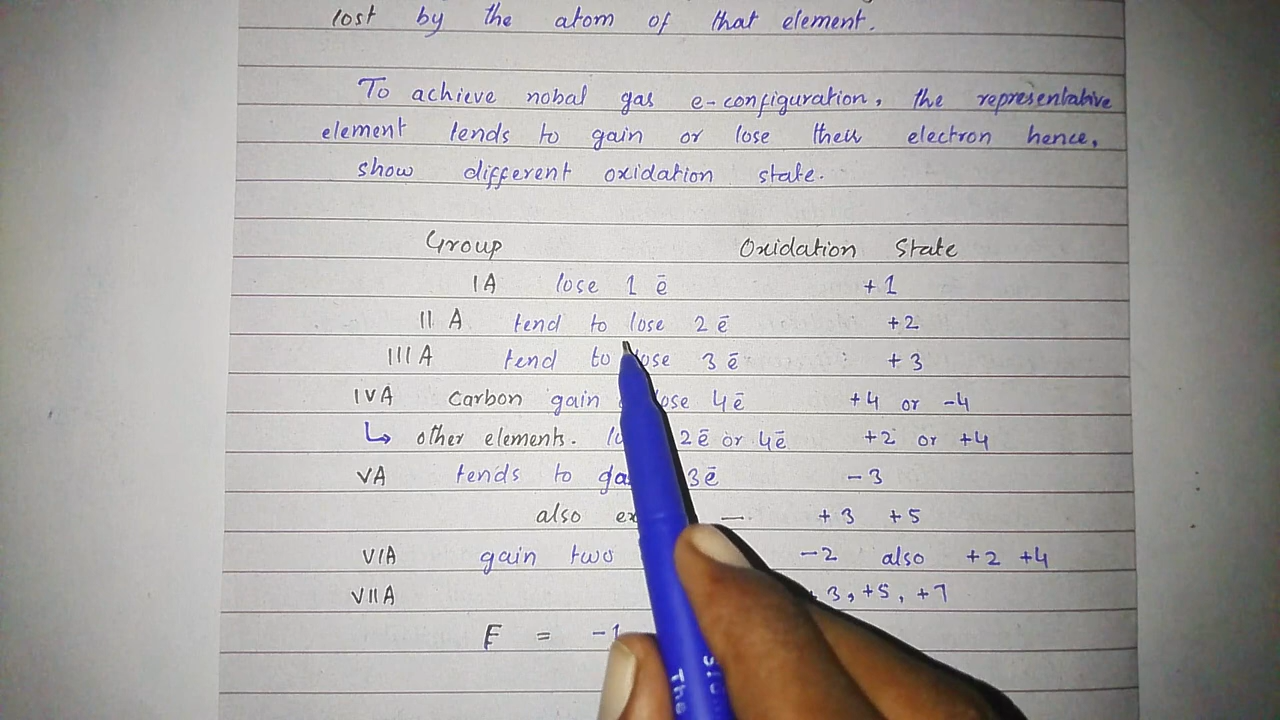 lost by the atom of that element.
To achieve nobal gas e-configuration, the representative
element tends to gain or lose their electron hence,
show different oxidation state.
Group Oxidation State
IA lose 1 ē +1
II A tend to lose 2 ē +2
III A tend to lose 3 ē +3
IVA Carbon gain lose 4ē +4 or -4
↳ other elements. 2ē or 4ē +2 or +4
VA tends to 3ē -3
also — +3 +5
VIA gain two -2 also +2 +4
VIIA 3, +5, +7
F = -1